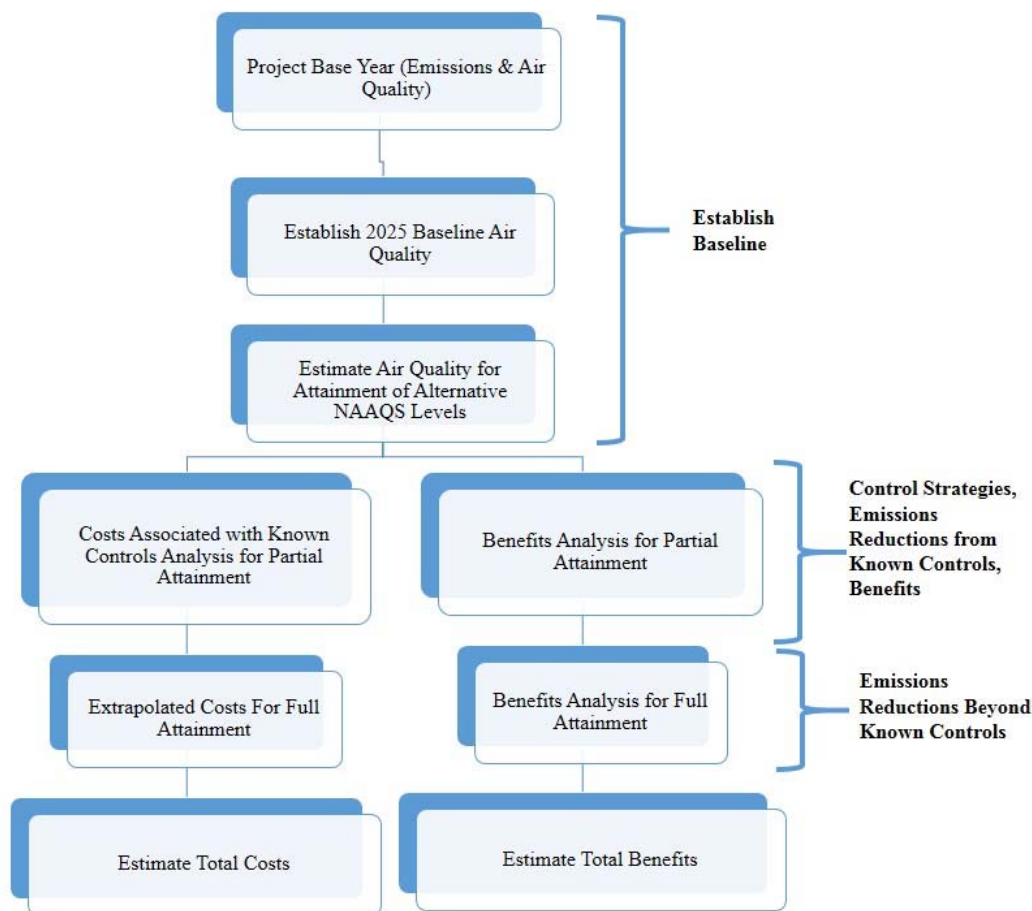 Project Base Year (Emissions & Air
Quality)
Establish 2025 Baseline Air
Quality
Establish
Baseline
Estimate Air Quality for
Attainment of Alternative
NAAQS Levels
Costs Associated with Known
Controls Analysis for Partial
Attainment
Benefits Analysis for Partial
Attainment
Control Strategies,
Emissions
Reductions from
Known Controls,
Benefits
Extrapolated Costs For Full
Attainment
Benefits Analysis for Full
Attainment
Emissions
Reductions Beyond
Known Controls
Estimate Total Costs
Estimate Total Benefits